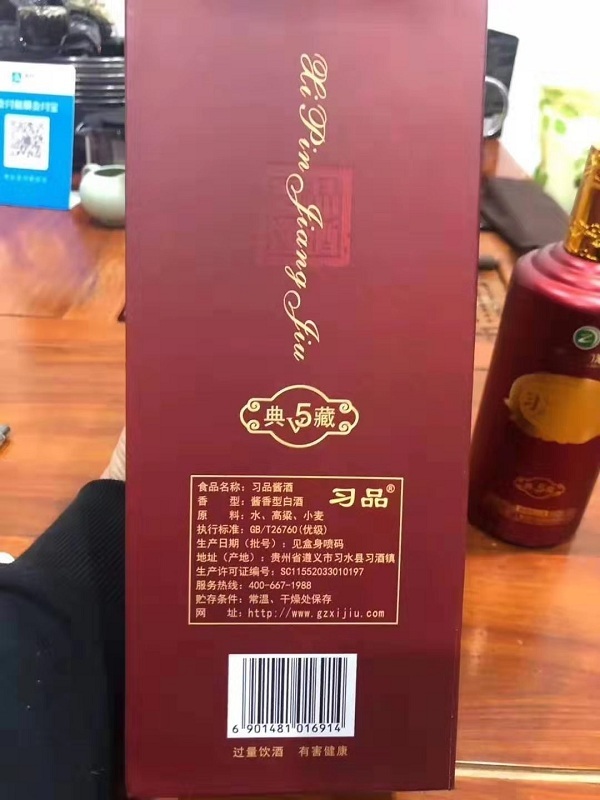 Xi Pin Jiang Jiu
典藏
V5
食品名称：习品酱酒
习品®
香 型：酱香型白酒
原 料：水、高粱、小麦
执行标准：GB/T26760(优级)
生产日期（批号）：见盒身喷码
地址（产地）：贵州省遵义市习水县习酒镇
生产许可证编号：SC11552033010197
服务热线：400-667-1988
贮存条件：常温、干燥处保存
网 址：http://www.gzxijiu.com
6 901481 016914
过量饮酒 有害健康
习